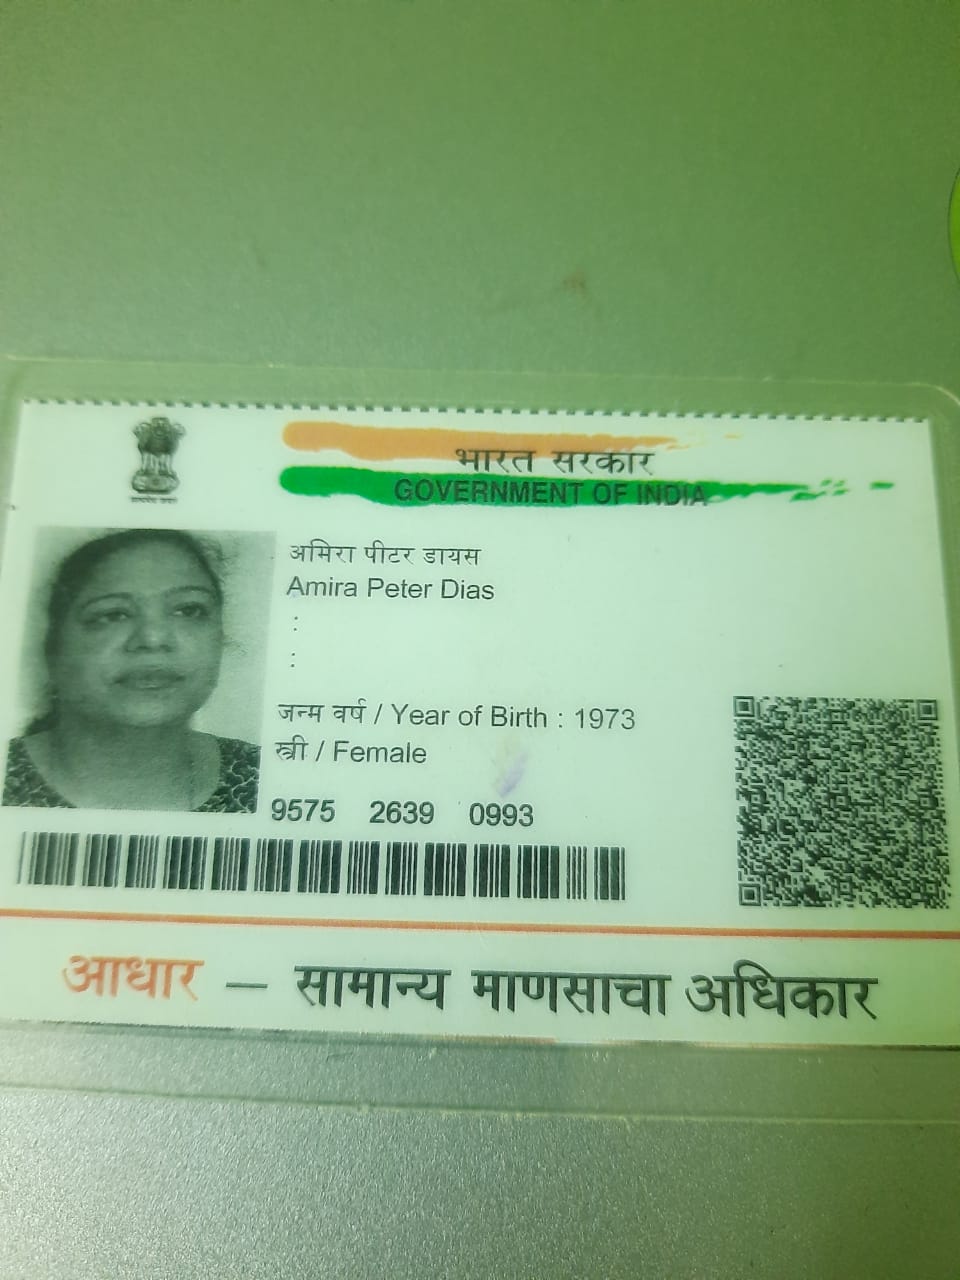 भारत सरकार
GOVERNMENT OF INDIA
अमिरा पीटर डायस
Amira Peter Dias
:
:
जन्म वर्ष / Year of Birth : 1973
स्त्री / Female
9575 2639 0993
आधार — सामान्य माणसाचा अधिकार